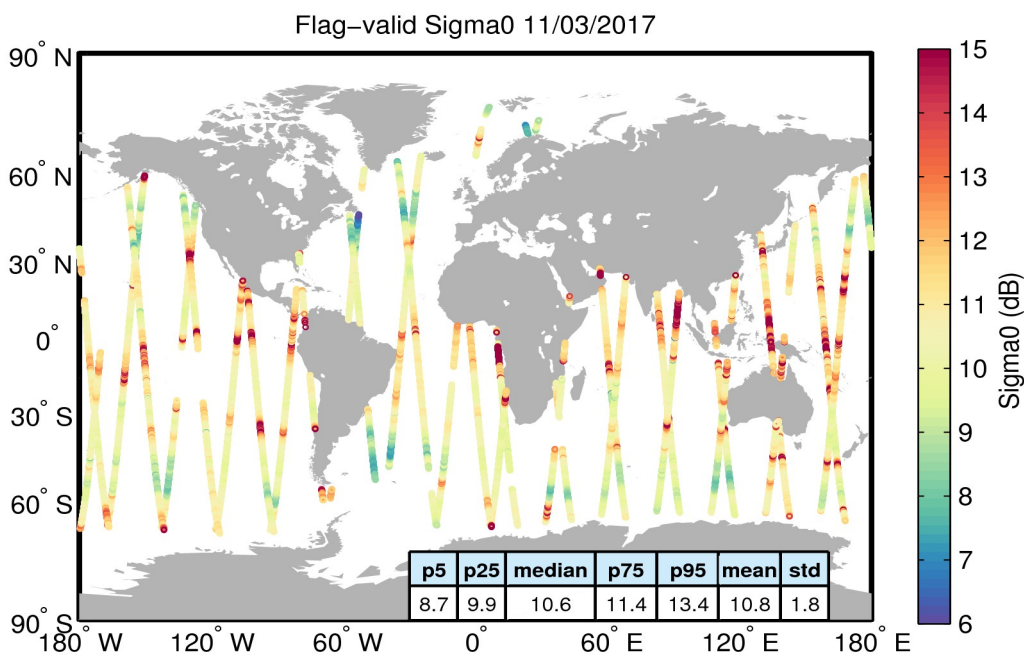 Flag−valid Sigma0 11/03/2017
90° N
60° N
30° N
0°
30° S
60° S
90° S
180° W
120° W
60° W
0°
60° E
120° E
180° E
15
14
13
12
11
10
9
8
7
6
Sigma0 (dB)
p5 p25 median p75 p95 mean std
8.7 9.9 10.6 11.4 13.4 10.8 1.8